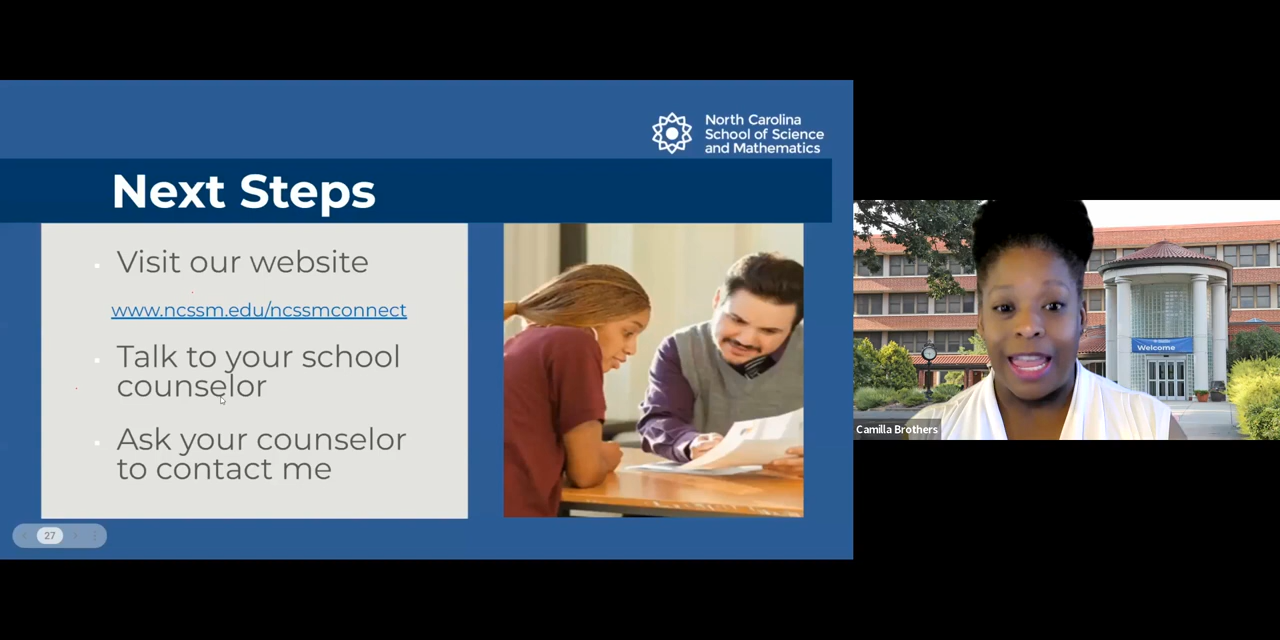 North Carolina
School of Science
and Mathematics
Next Steps
Visit our website
www.ncssm.edu/ncssmconnect
Talk to your school
counselor
Ask your counselor
to contact me
27
Welcome
Camilla Brothers